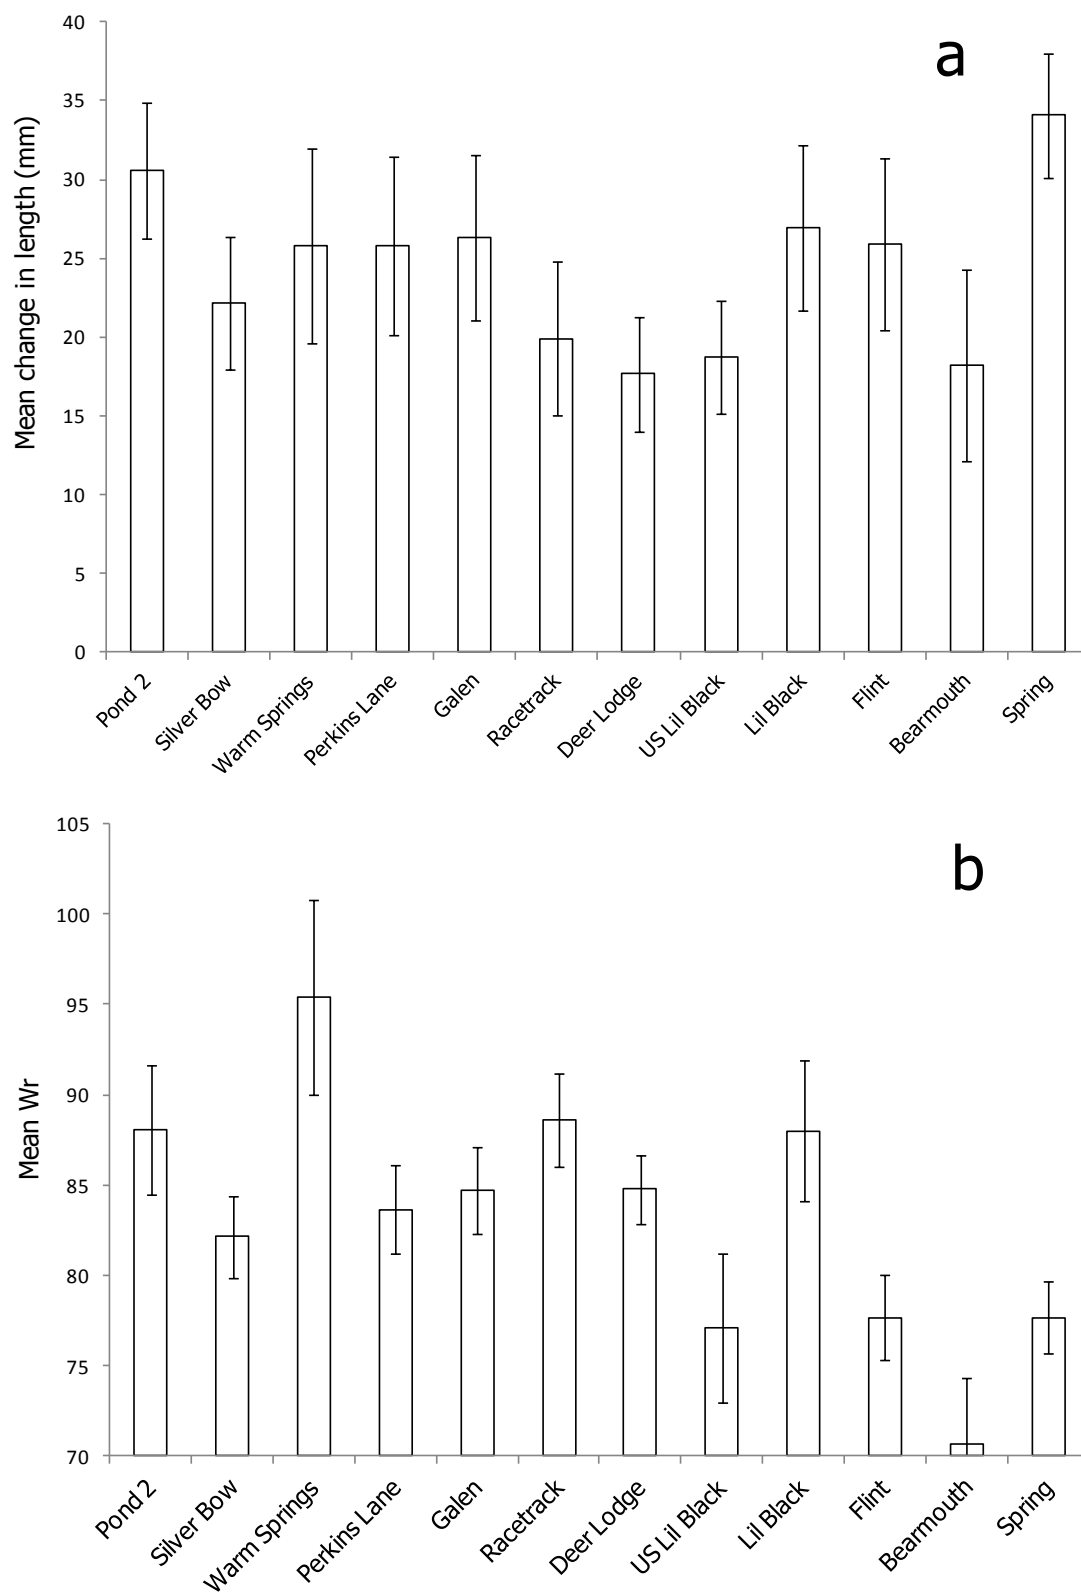 a
Mean change in length (mm)
40
35
30
25
20
15
10
5
0
Pond 2
Silver Bow
Warm Springs
Perkins Lane
Galen
Racetrack
Deer Lodge
US Lil Black
Lil Black
Flint
Bearmouth
Spring
b
Mean Wr
105
100
95
90
85
80
75
70
Pond 2
Silver Bow
Warm Springs
Perkins Lane
Galen
Racetrack
Deer Lodge
US Lil Black
Lil Black
Flint
Bearmouth
Spring